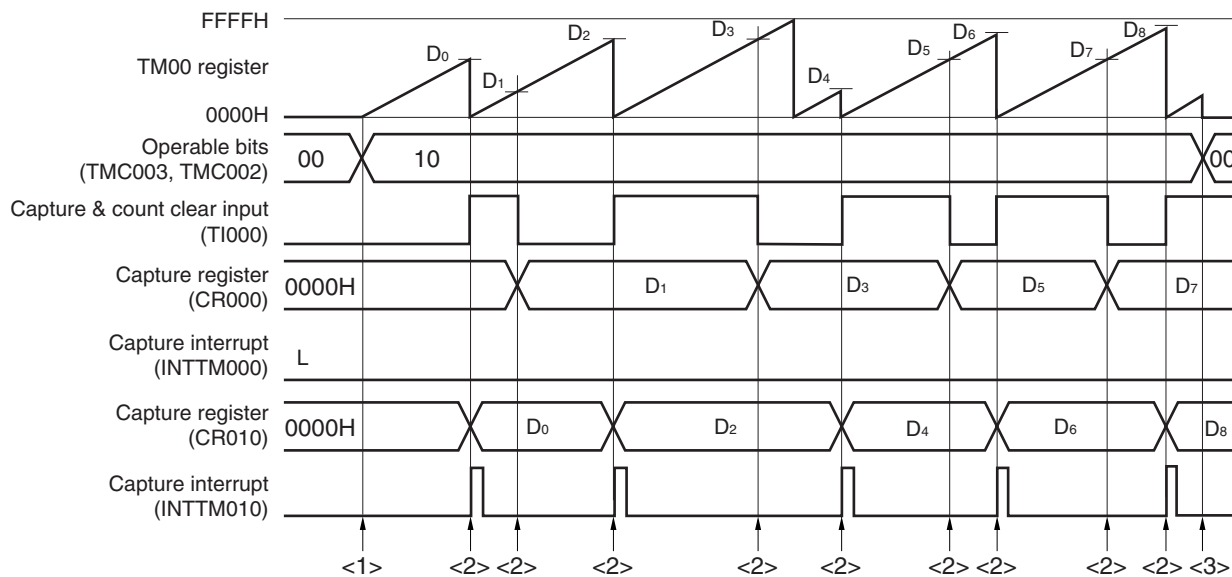 FFFFH
TM00 register
0000H
D0 D1 D2 D3 D4 D5 D6 D7 D8
Operable bits
(TMC003, TMC002)
00 10 00
Capture & count clear input
(TI000)
Capture register
(CR000)
0000H D1 D3 D5 D7
Capture interrupt
(INTTM000)
L
Capture register
(CR010)
0000H D0 D2 D4 D6 D8
Capture interrupt
(INTTM010)
<1> <2> <2> <2> <2> <2> <2> <2> <2> <2> <3>